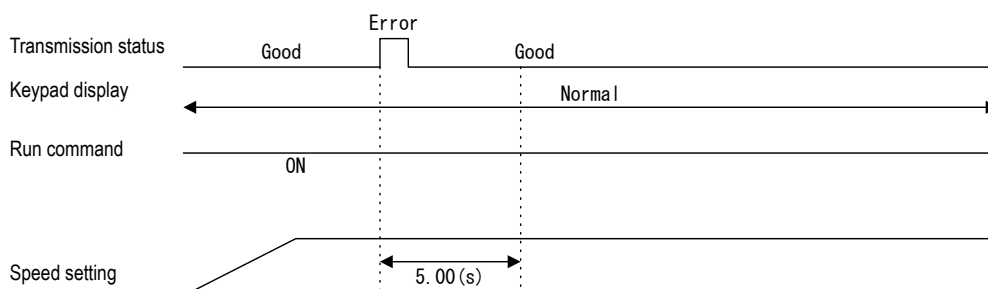 Error
Transmission status
Good
Good
Keypad display
Normal
Run command
ON
Speed setting
5.00(s)